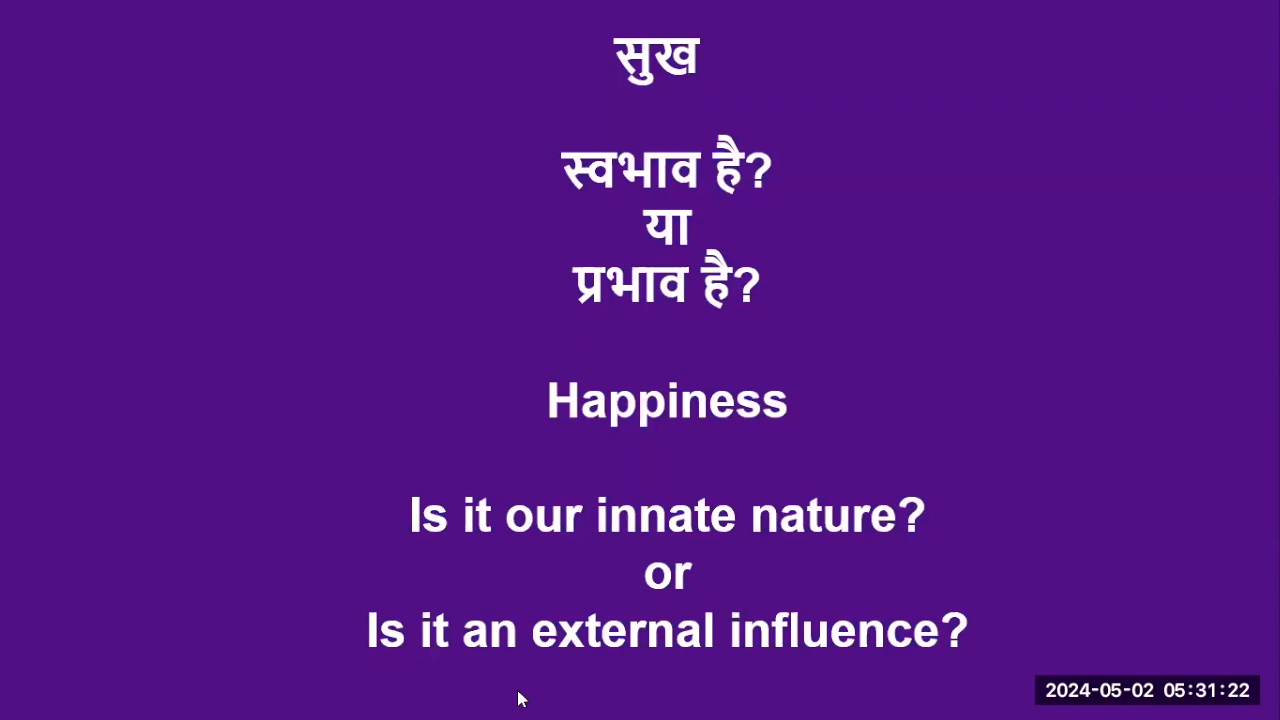 सुख
स्वभाव है?
या
प्रभाव है?
Happiness
Is it our innate nature?
or
Is it an external influence?
2024-05-02 05:31:22